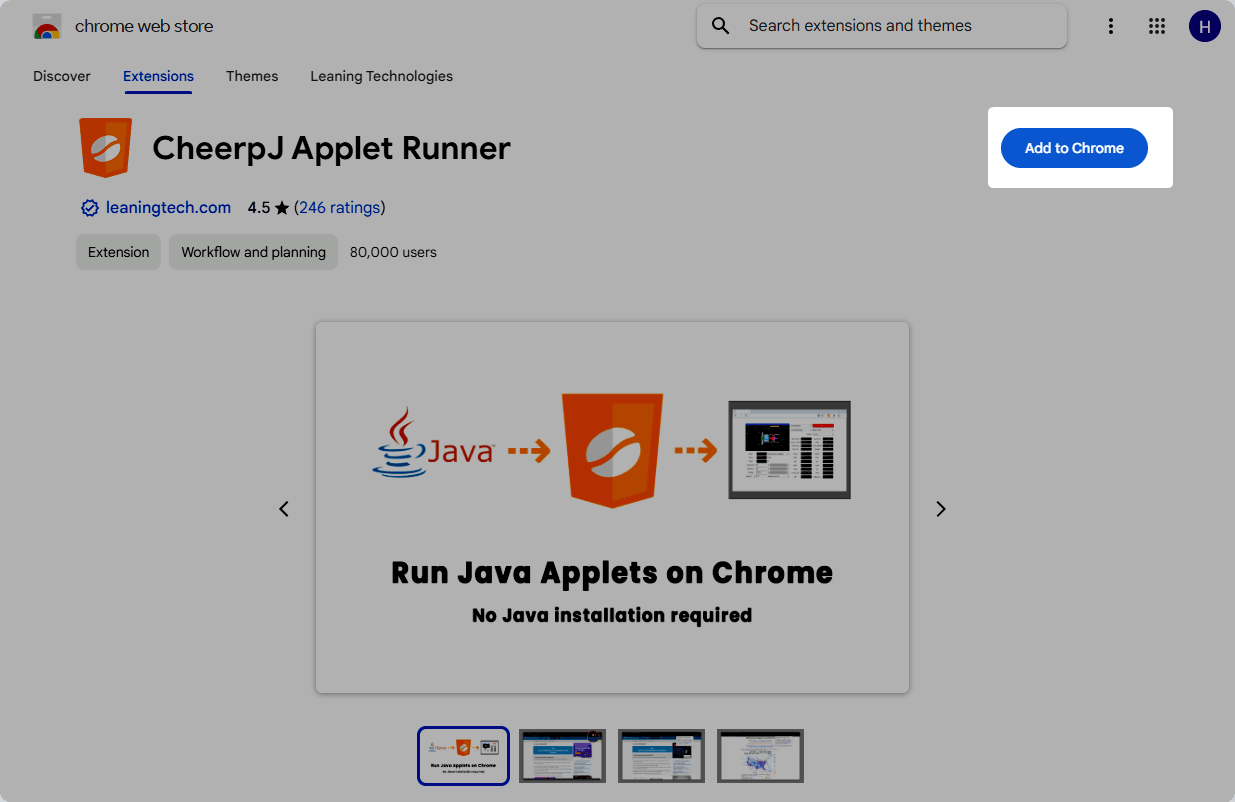 chrome web store
Search extensions and themes
H
Discover
Extensions
Themes
Leaning Technologies
CheerpJ Applet Runner
Add to Chrome
leaningtech.com
4.5 ★ (246 ratings)
Extension
Workflow and planning
80,000 users
Java
Run Java Applets on Chrome
No Java installation required
Java
Run Java Applets on Chrome
No Java installation required